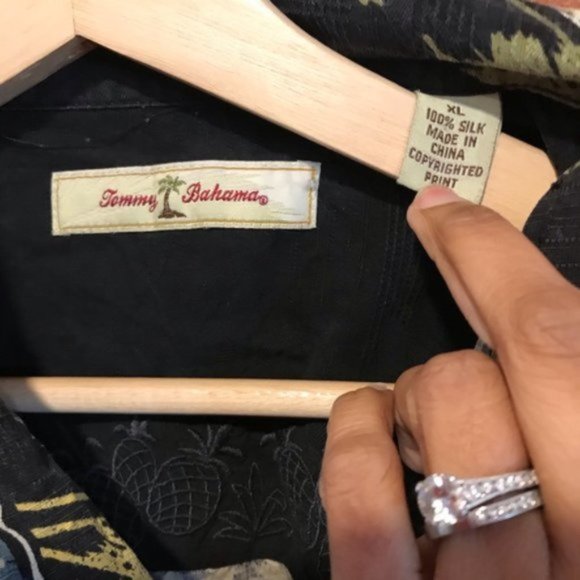 Tommy Bahama®
XL
100% SILK
MADE IN
CHINA
COPYRIGHTED
PRINT